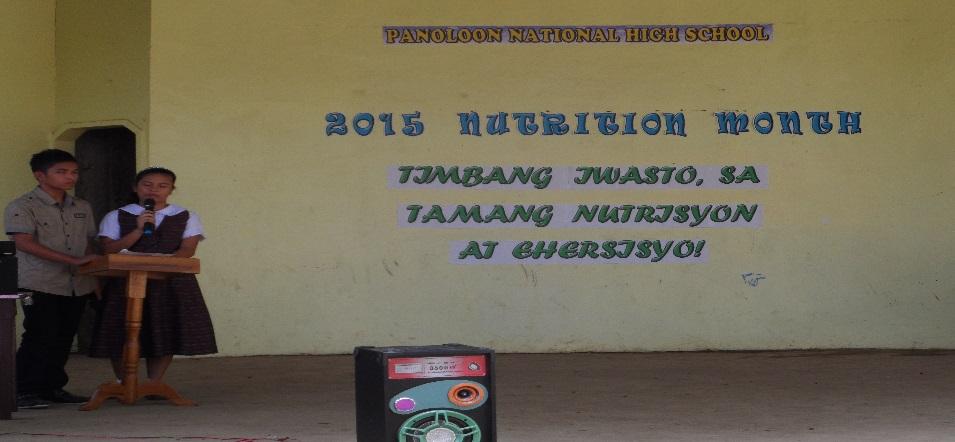 PANOLOON NATIONAL HIGH SCHOOL
2015 NUTRITION MONTH
TIMBANG IWASTO, SA
TAMANG NUTRISYON
AT EHERSISYO!